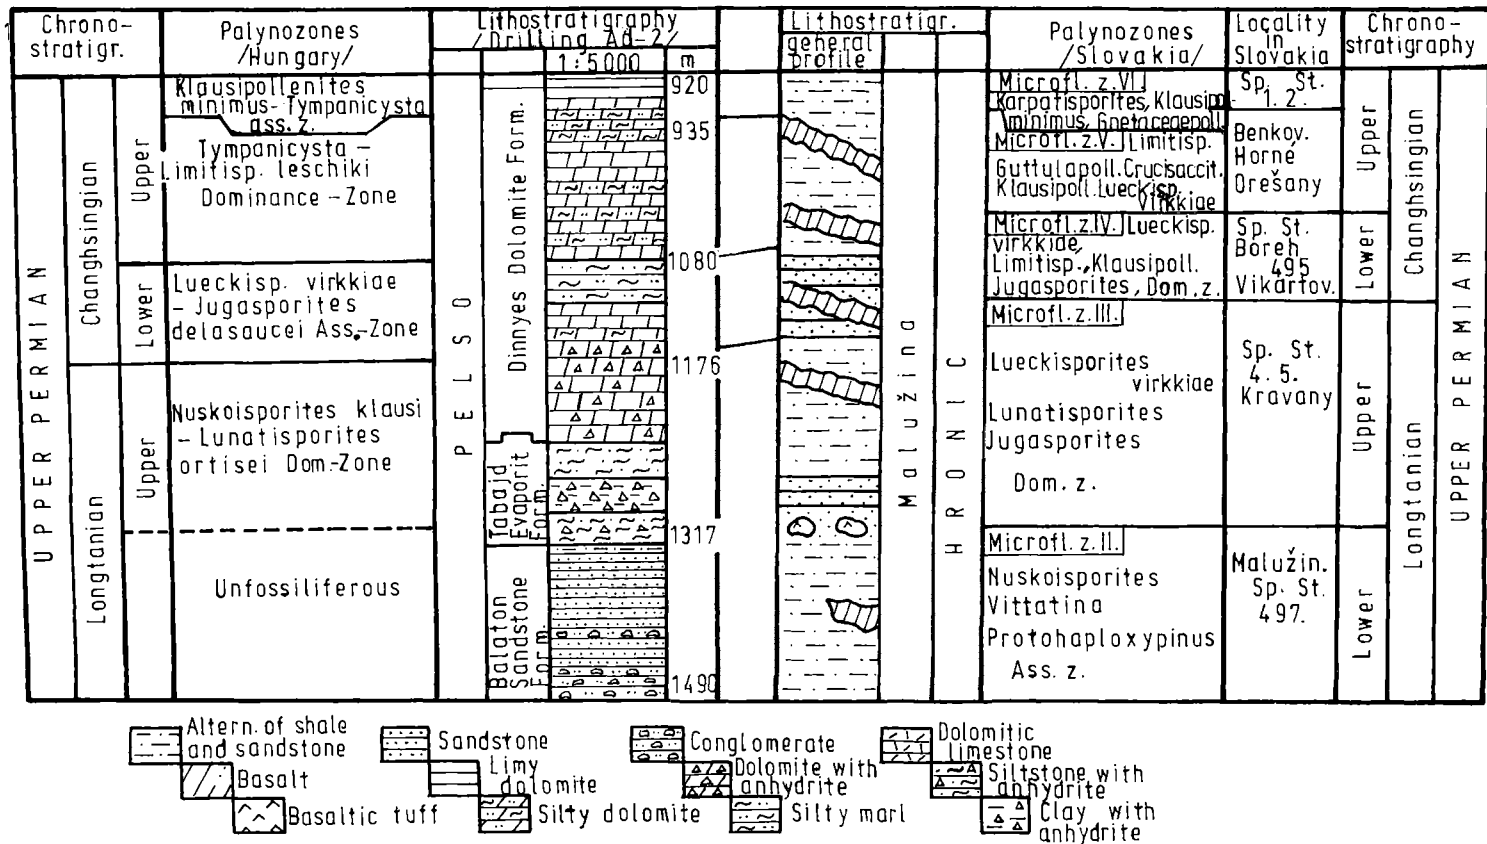 Chrono-
stratigr.
Palynozones
/Hungary/
Lithostratigraphy
/Drilling Ad-2/
1:5000
m
Lithostratigr.
general
profile
Palynozones
/Slovakia/
Locality
in
Slovakia
Chrono-
stratigraphy
UPPER PERMIAN
Changhsingian
Longtanian
Upper
Lower
Upper
Klausipollenites
minimus-Tympanicysta
ass. z.
Tympanicysta –
Limitisp. leschiki
Dominance – Zone
Lueckisp. virkkiae
– Jugasporites
delasaucei Ass.-Zone
Nuskoisporites klausi
– Lunatisporites
ortisei Dom.-Zone
Unfossiliferous
PELSO
Dinnyes Dolomite Form.
Tabajd
Evaporit
Form.
Balaton
Sandstone
Form.
920
935
1080
1176
1317
1490
Malužina
HRONIC
Microfl. z. VI.
Karpatisporites, Klausipo
minimus, Gnetaceaepoll.
Microfl. z. V. Limitisp.
Guttulapoll. Crucisaccit.
Klausipoll. Lueckisp.
Virkkiae
Microfl. z. IV. Lueckisp.
virkkiae,
Limitisp., Klausipoll.
Jugasporites, Dom. z.
Microfl. z. III.
Lueckisporites
virkkiae
Lunatisporites
Jugasporites
Dom. z.
Microfl. z. II.
Nuskoisporites
Vittatina
Protohaploxypinus
Ass. z.
Sp. St.
1. 2.
Benkov.
Horné
Orešany
Sp. St.
Boreh
495
Vikartov.
Sp. St.
4. 5.
Kravany
Malužin.
Sp. St.
497.
Upper
Lower
Upper
Lower
Changhsingian
Longtanian
UPPER PERMIAN
Altern. of shale
and sandstone
Sandstone
Conglomerate
Dolomitic
limestone
Basalt
Limy
dolomite
Dolomite with
anhydrite
Siltstone with
anhydrite
Basaltic tuff
Silty dolomite
Silty marl
Clay with
anhydrite